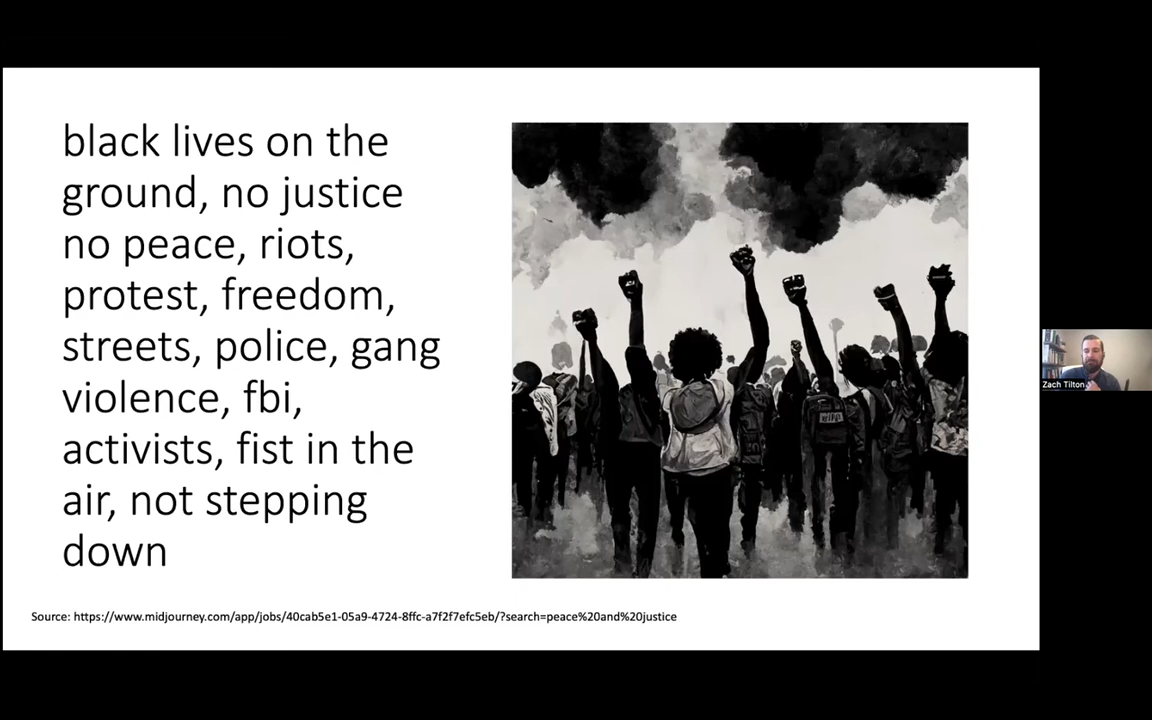 black lives on the
ground, no justice
no peace, riots,
protest, freedom,
streets, police, gang
violence, fbi,
activists, fist in the
air, not stepping
down
Source: https://www.midjourney.com/app/jobs/40cab5e1-05a9-4724-8ffc-a7f2f7efc5eb/?search=peace%20and%20justice
Zach Tilton